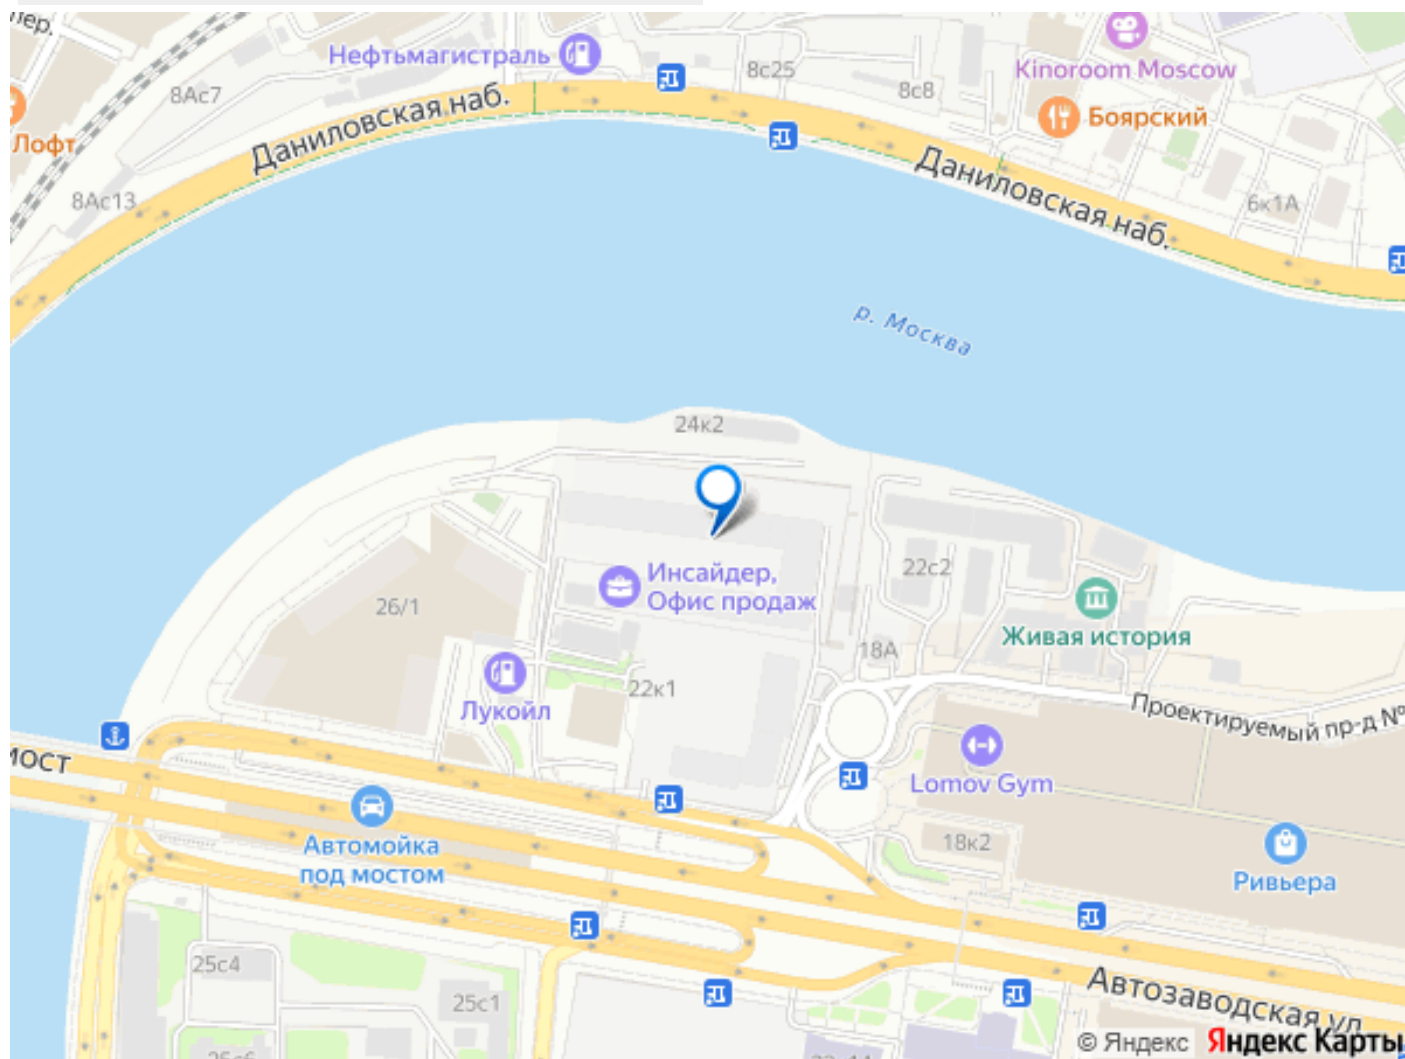 пер.
Нефтьмагистраль
8с25
Kinoroom Moscow
8Ас7
8с8
Даниловская наб.
Боярский
Лофт
Даниловская наб.
8Ас13
6к1А
р. Москва
24к2
Инсайдер,
Офис продаж
22с2
26/1
Живая история
18А
22к1
Лукойл
Проектируемый пр-д №
мост
Lomov Gym
Автомойка
под мостом
18к2
Ривьера
25с4
25с1
Автозаводская ул.
© Яндекс Яндекс Карты